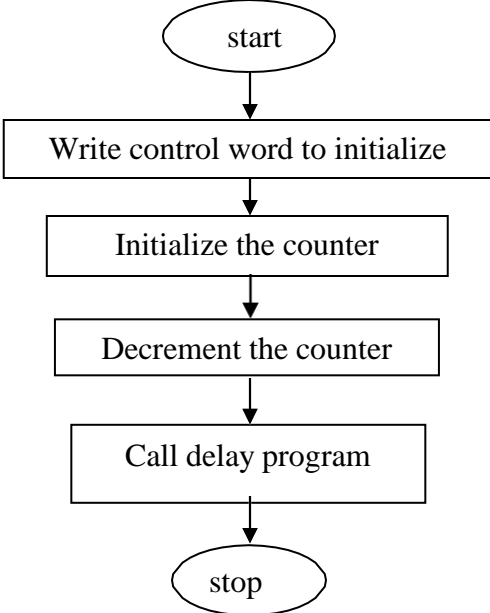 start
Write control word to initialize
Initialize the counter
Decrement the counter
Call delay program
stop